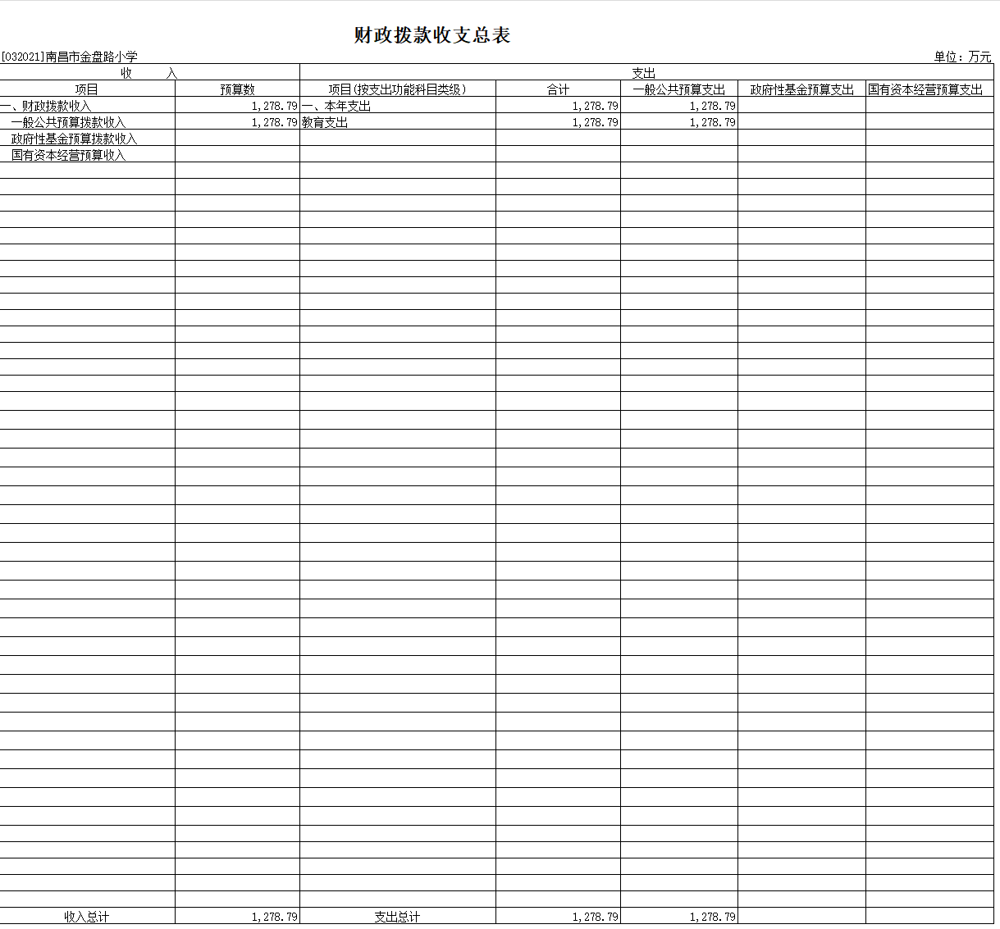 财政拨款收支总表
[032021]南昌市金盘路小学 单位：万元
收 入 支出
项目 预算数 项目(按支出功能科目类级) 合计 一般公共预算支出 政府性基金预算支出 国有资本经营预算支出
一、财政拨款收入 1,278.79 一、本年支出 1,278.79 1,278.79
一般公共预算拨款收入 1,278.79 教育支出 1,278.79 1,278.79
政府性基金预算拨款收入
国有资本经营预算收入
收入总计 1,278.79 支出总计 1,278.79 1,278.79